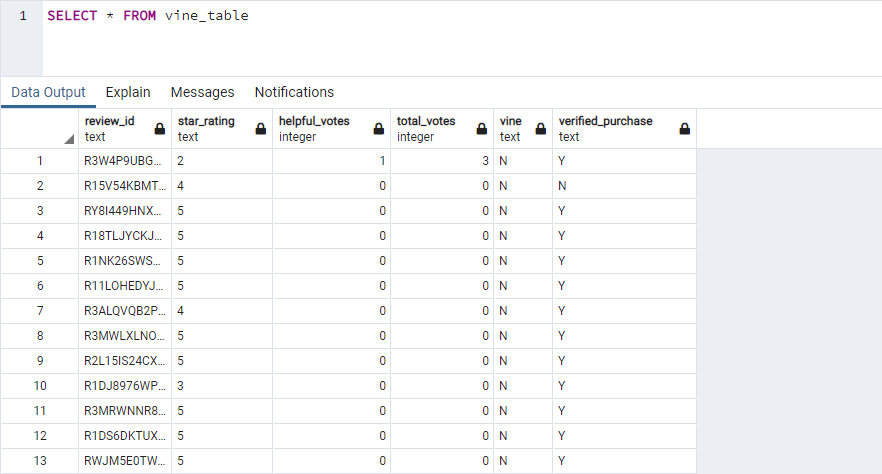 1 SELECT * FROM vine_table
Data Output Explain Messages Notifications
review_id star_rating helpful_votes total_votes vine verified_purchase
text text integer integer text text
1 R3W4P9UBG... 2 1 3 N Y
2 R15V54KBMT... 4 0 0 N N
3 RY8I449HNX... 5 0 0 N Y
4 R18TLJYCKJ... 5 0 0 N Y
5 R1NK26SWS... 5 0 0 N Y
6 R11LOHEDYJ... 5 0 0 N Y
7 R3ALQVQB2P... 4 0 0 N Y
8 R3MWLXLNO... 5 0 0 N Y
9 R2L15IS24CX... 5 0 0 N Y
10 R1DJ8976WP... 3 0 0 N Y
11 R3MRWNNR8... 5 0 0 N Y
12 R1DS6DKTUX... 5 0 0 N Y
13 RWJM5E0TW... 5 0 0 N Y